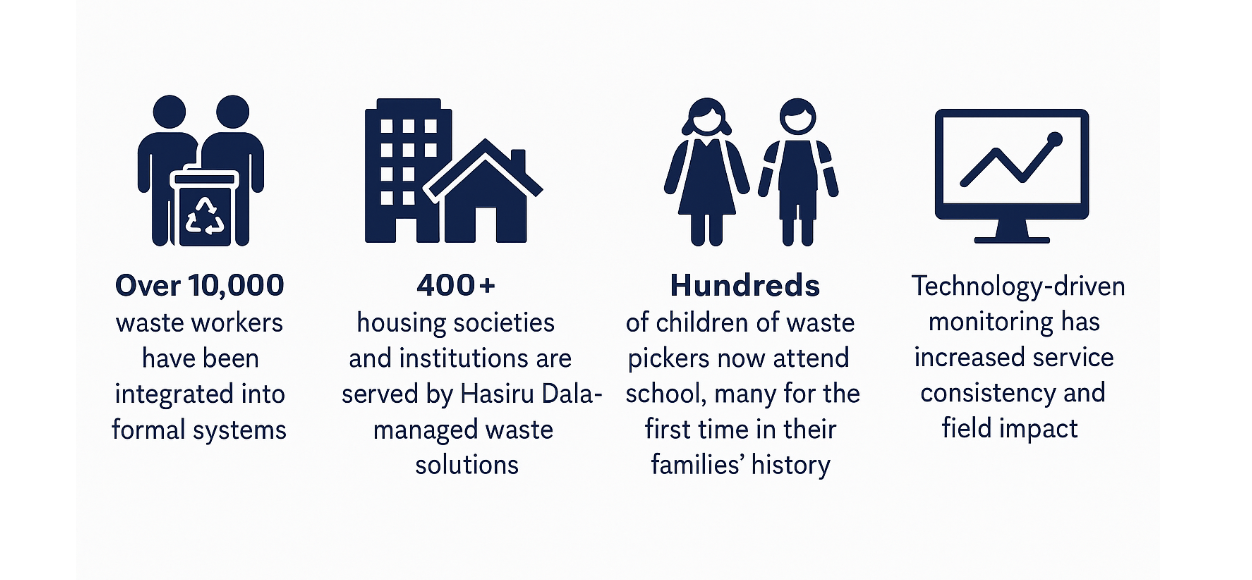 Over 10,000
waste workers
have been
integrated into
formal systems
400+
housing societies
and institutions are
served by Hasiru Dala-
managed waste
solutions
Hundreds
of children of waste
pickers now attend
school, many for the
first time in their
families’ history
Technology-driven
monitoring has
increased service
consistency and
field impact